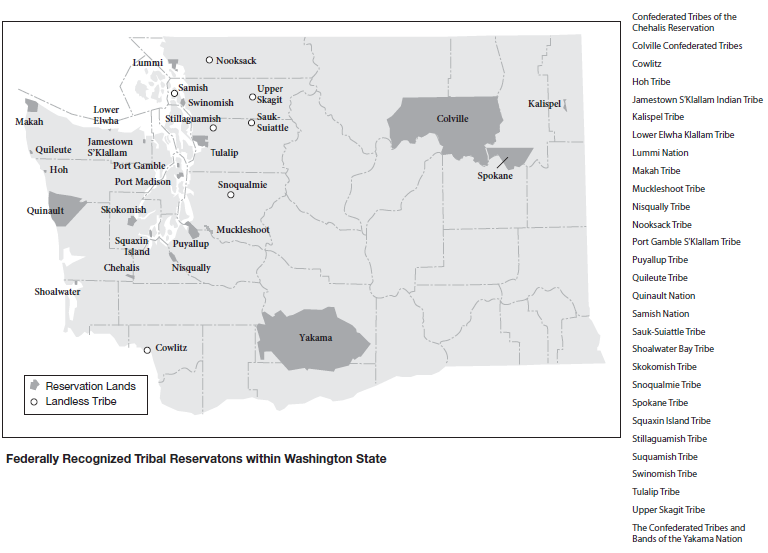 Lummi
Nooksack
Samish
Swinomish
Upper
Skagit
Stillaguamish
Sauk-
Suiattle
Makah
Lower
Elwha
Colville
Kalispel
Quileute
Jamestown
S'Klallam
Tulalip
Hoh
Port Gamble
Port Madison
Spokane
Snoqualmie
Quinault
Skokomish
Muckleshoot
Squaxin
Island
Puyallup
Chehalis
Nisqually
Shoalwater
Yakama
Cowlitz
Reservation Lands
Landless Tribe
Federally Recognized Tribal Reservatons within Washington State
Confederated Tribes of the
Chehalis Reservation
Colville Confederated Tribes
Cowlitz
Hoh Tribe
Jamestown S'Klallam Indian Tribe
Kalispel Tribe
Lower Elwha Klallam Tribe
Lummi Nation
Makah Tribe
Muckleshoot Tribe
Nisqually Tribe
Nooksack Tribe
Port Gamble S'Klallam Tribe
Puyallup Tribe
Quileute Tribe
Quinault Nation
Samish Nation
Sauk-Suiattle Tribe
Shoalwater Bay Tribe
Skokomish Tribe
Snoqualmie Tribe
Spokane Tribe
Squaxin Island Tribe
Stillaguamish Tribe
Suquamish Tribe
Swinomish Tribe
Tulalip Tribe
Upper Skagit Tribe
The Confederated Tribes and
Bands of the Yakama Nation